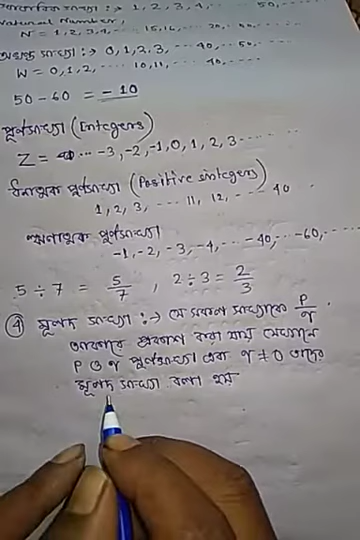 সংখ্যা :→ 1, 2, 3, 4, ---- 50, ----
Natural Number,
N = 1, 2, 3, 4, ---- 15, 16, -- 20, -- 50, ----
অখণ্ড সংখ্যা :→ 0, 1, 2, 3, --- 40, -- 50, -
W = 0, 1, 2, ---- 10, 11, --- 40, ----
50 - 60 = - 10
পূর্ণসংখ্যা (Integers)
Z = --- -3, -2, -1, 0, 1, 2, 3 ----
ধনাত্মক পূর্ণসংখ্যা (Positive integers)
1, 2, 3, ---- 11, 12, ---- 40
ঋণাত্মক পূর্ণসংখ্যা
-1, -2, -3, -4, --- -40, --- -60, ---
5 ÷ 7 = 5/7 , 2 ÷ 3 = 2/3
④ মূলদ সংখ্যা :→ যে সকল সংখ্যাকে P/q
আকারে প্রকাশ করা যায় যেখানে
P ও q পূর্ণসংখ্যা এবং q ≠ 0 তাদের
মূলদ সংখ্যা বলা হয়